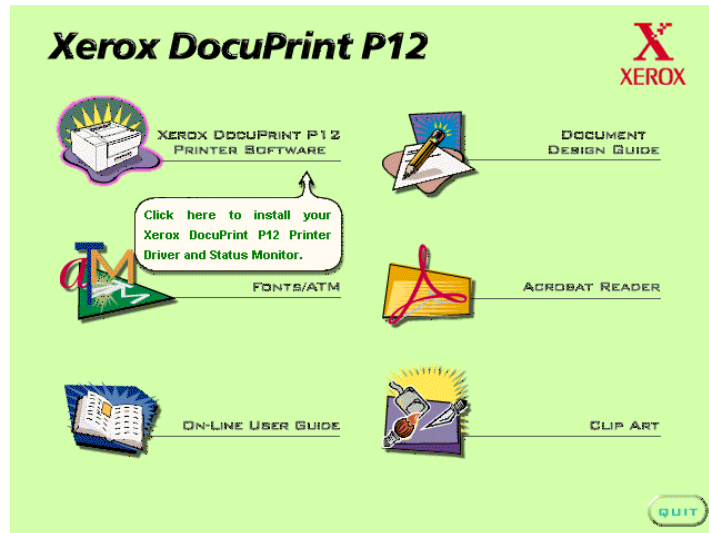 Xerox DocuPrint P12
X
XEROX
XEROX DOCUPRINT P12
PRINTER SOFTWARE
DOCUMENT
DESIGN GUIDE
Click here to install your
Xerox DocuPrint P12 Printer
Driver and Status Monitor.
aTM
FONTS/ATM
ACROBAT READER
ON-LINE USER GUIDE
CLIP ART
QUIT